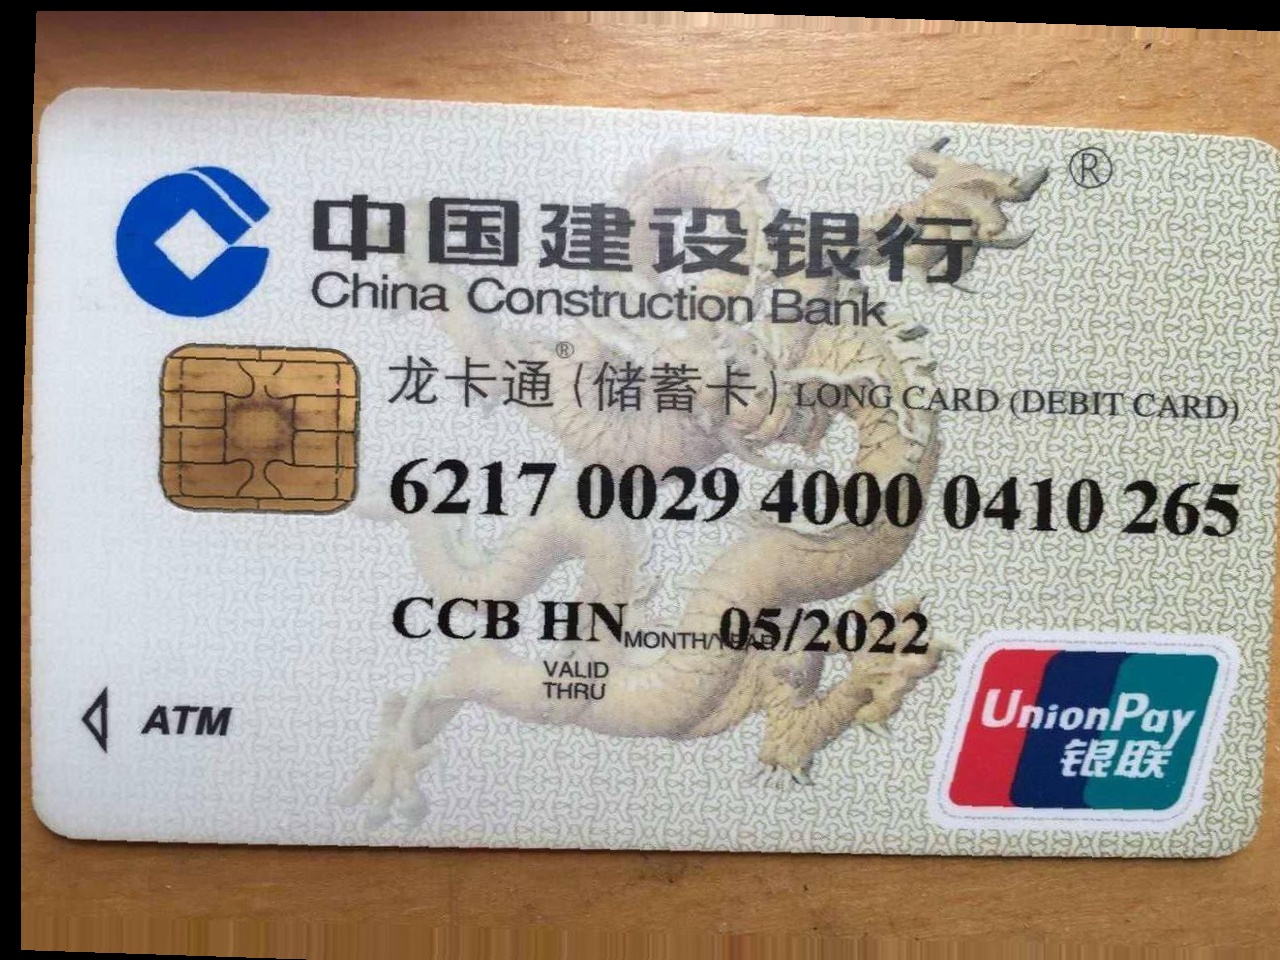 ®
中国建设银行
China Construction Bank
龙卡通®(储蓄卡) LONG CARD (DEBIT CARD)
6217 0029 4000 0410 265
CCB HN MONTH/YEAR 05/2022
VALID
THRU
ATM
UnionPay
银联